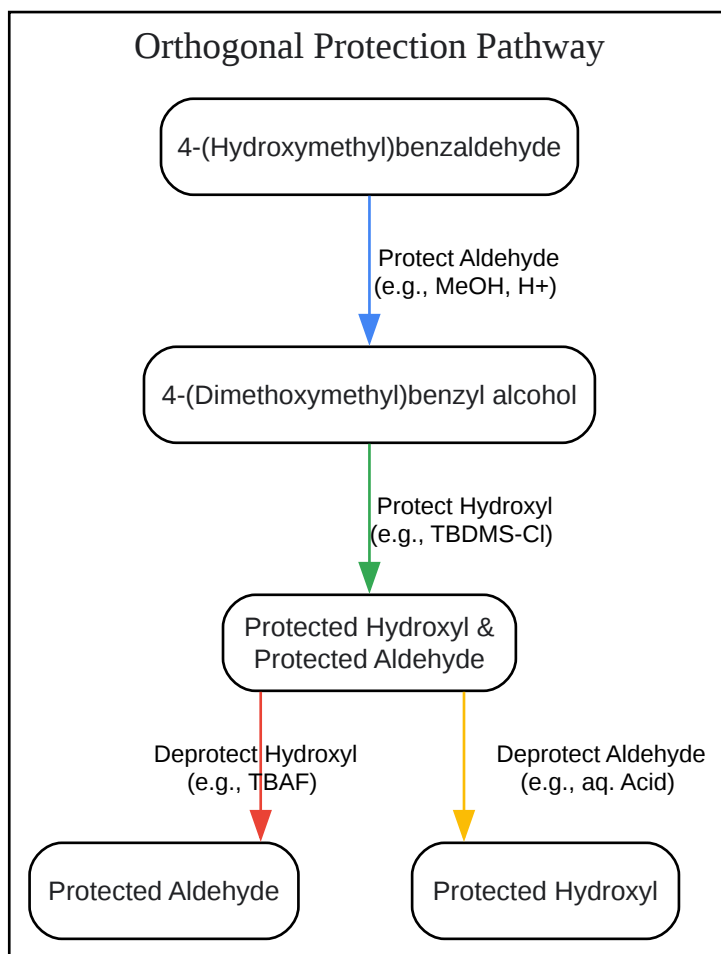 Orthogonal Protection Pathway
4-(Hydroxymethyl)benzaldehyde
Protect Aldehyde
(e.g., MeOH, H+)
4-(Dimethoxymethyl)benzyl alcohol
Protect Hydroxyl
(e.g., TBDMS-Cl)
Protected Hydroxyl &
Protected Aldehyde
Deprotect Hydroxyl
(e.g., TBAF)
Deprotect Aldehyde
(e.g., aq. Acid)
Protected Aldehyde
Protected Hydroxyl